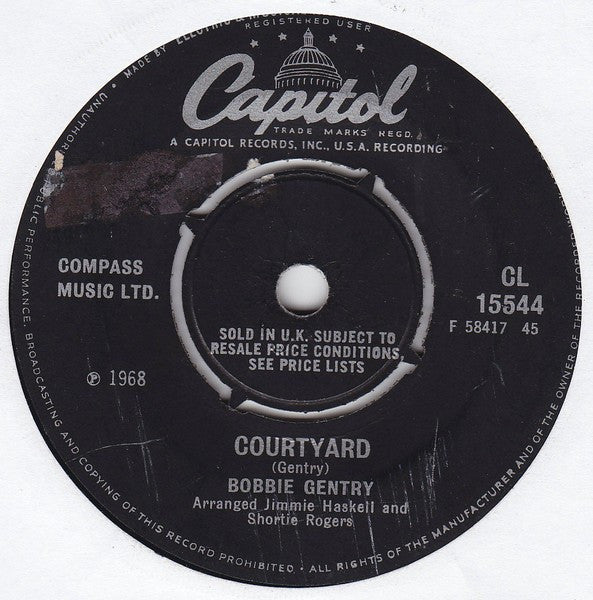 REGISTERED USER
Capitol
TRADE MARKS REGD.
A CAPITOL RECORDS, INC., U.S.A. RECORDING
COMPASS
MUSIC LTD.
CL
15544
F 58417 45
SOLD IN U.K. SUBJECT TO
RESALE PRICE CONDITIONS,
SEE PRICE LISTS
℗ 1968
COURTYARD
(Gentry)
BOBBIE GENTRY
Arranged Jimmie Haskell and
Shortie Rogers
MADE BY ELECTRIC &
PUBLIC PERFORMANCE, BROADCASTING AND COPYING OF THIS RECORD PROHIBITED • ALL RIGHTS OF THE MANUFACTURER AND OF THE OWNER OF THE RECORDED